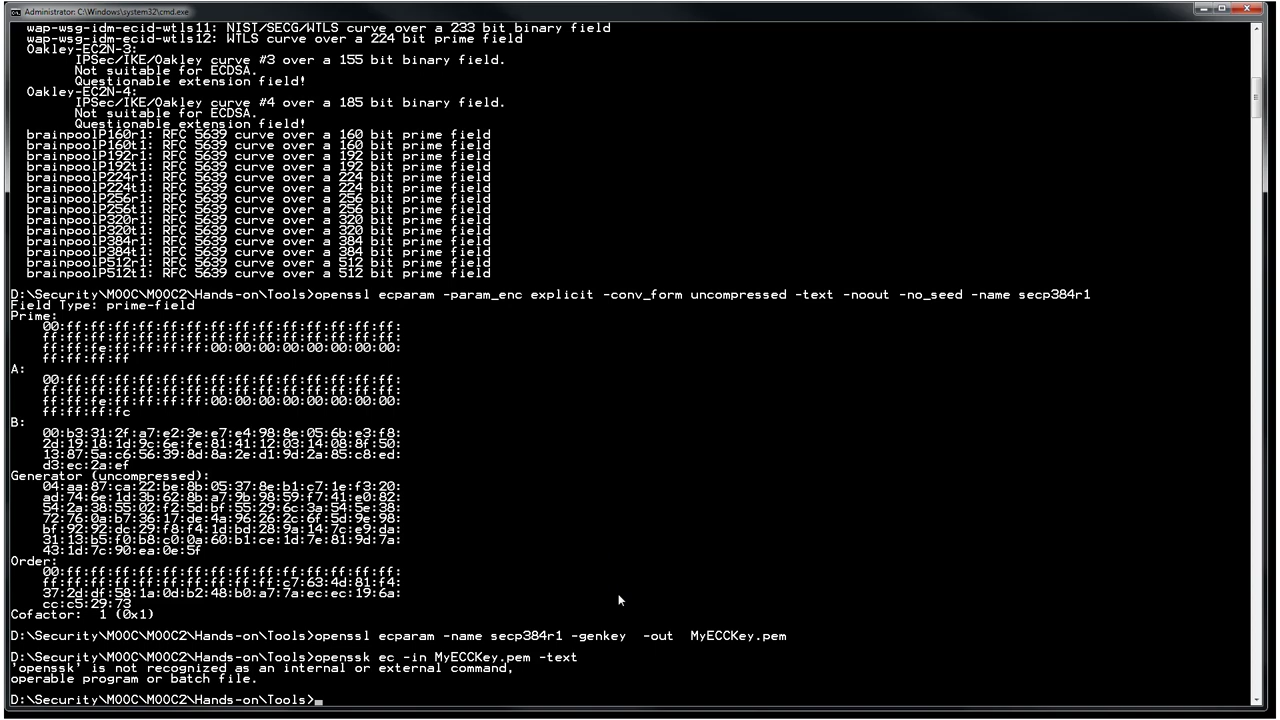 Administrator: C:\Windows\system32\cmd.exe
wap-wsg-idm-ecid-wtls11: NIST/SECG/WTLS curve over a 233 bit binary field
wap-wsg-idm-ecid-wtls12: WTLS curve over a 224 bit prime field
Oakley-EC2N-3:
IPSec/IKE/Oakley curve #3 over a 155 bit binary field.
Not suitable for ECDSA.
Questionable extension field!
Oakley-EC2N-4:
IPSec/IKE/Oakley curve #4 over a 185 bit binary field.
Not suitable for ECDSA.
Questionable extension field!
brainpoolP160r1: RFC 5639 curve over a 160 bit prime field
brainpoolP160t1: RFC 5639 curve over a 160 bit prime field
brainpoolP192r1: RFC 5639 curve over a 192 bit prime field
brainpoolP192t1: RFC 5639 curve over a 192 bit prime field
brainpoolP224r1: RFC 5639 curve over a 224 bit prime field
brainpoolP224t1: RFC 5639 curve over a 224 bit prime field
brainpoolP256r1: RFC 5639 curve over a 256 bit prime field
brainpoolP256t1: RFC 5639 curve over a 256 bit prime field
brainpoolP320r1: RFC 5639 curve over a 320 bit prime field
brainpoolP320t1: RFC 5639 curve over a 320 bit prime field
brainpoolP384r1: RFC 5639 curve over a 384 bit prime field
brainpoolP384t1: RFC 5639 curve over a 384 bit prime field
brainpoolP512r1: RFC 5639 curve over a 512 bit prime field
brainpoolP512t1: RFC 5639 curve over a 512 bit prime field
D:\Security\MOOC\MOOC2\Hands-on\Tools>openssl ecparam -param_enc explicit -conv_form uncompressed -text -noout -no_seed -name secp384r1
Field Type: prime-field
Prime:
00:ff:ff:ff:ff:ff:ff:ff:ff:ff:ff:ff:ff:ff:ff:
ff:ff:ff:ff:ff:ff:ff:ff:ff:ff:ff:ff:ff:ff:ff:
ff:ff:fe:ff:ff:ff:ff:00:00:00:00:00:00:00:00:
ff:ff:ff:ff
A:
00:ff:ff:ff:ff:ff:ff:ff:ff:ff:ff:ff:ff:ff:ff:
ff:ff:ff:ff:ff:ff:ff:ff:ff:ff:ff:ff:ff:ff:ff:
ff:ff:fe:ff:ff:ff:ff:00:00:00:00:00:00:00:00:
ff:ff:ff:fc
B:
00:b3:31:2f:a7:e2:3e:e7:e4:98:8e:05:6b:e3:f8:
2d:19:18:1d:9c:6e:fe:81:41:12:03:14:08:8f:50:
13:87:5a:c6:56:39:8d:8a:2e:d1:9d:2a:85:c8:ed:
d3:ec:2a:ef
Generator (uncompressed):
04:aa:87:ca:22:be:8b:05:37:8e:b1:c7:1e:f3:20:
ad:74:6e:1d:3b:62:8b:a7:9b:98:59:f7:41:e0:82:
54:2a:38:55:02:f2:5d:bf:55:29:6c:3a:54:5e:38:
72:76:0a:b7:36:17:de:4a:96:26:2c:6f:5d:9e:98:
bf:92:92:dc:29:f8:f4:1d:bd:28:9a:14:7c:e9:da:
31:13:b5:f0:b8:c0:0a:60:b1:ce:1d:7e:81:9d:7a:
43:1d:7c:90:ea:0e:5f
Order:
00:ff:ff:ff:ff:ff:ff:ff:ff:ff:ff:ff:ff:ff:ff:
ff:ff:ff:ff:ff:ff:ff:ff:ff:ff:c7:63:4d:81:f4:
37:2d:df:58:1a:0d:b2:48:b0:a7:7a:ec:ec:19:6a:
cc:c5:29:73
Cofactor:  1 (0x1)
D:\Security\MOOC\MOOC2\Hands-on\Tools>openssl ecparam -name secp384r1 -genkey  -out  MyECCKey.pem
D:\Security\MOOC\MOOC2\Hands-on\Tools>openssk ec -in MyECCKey.pem -text
'openssk' is not recognized as an internal or external command,
operable program or batch file.
D:\Security\MOOC\MOOC2\Hands-on\Tools>